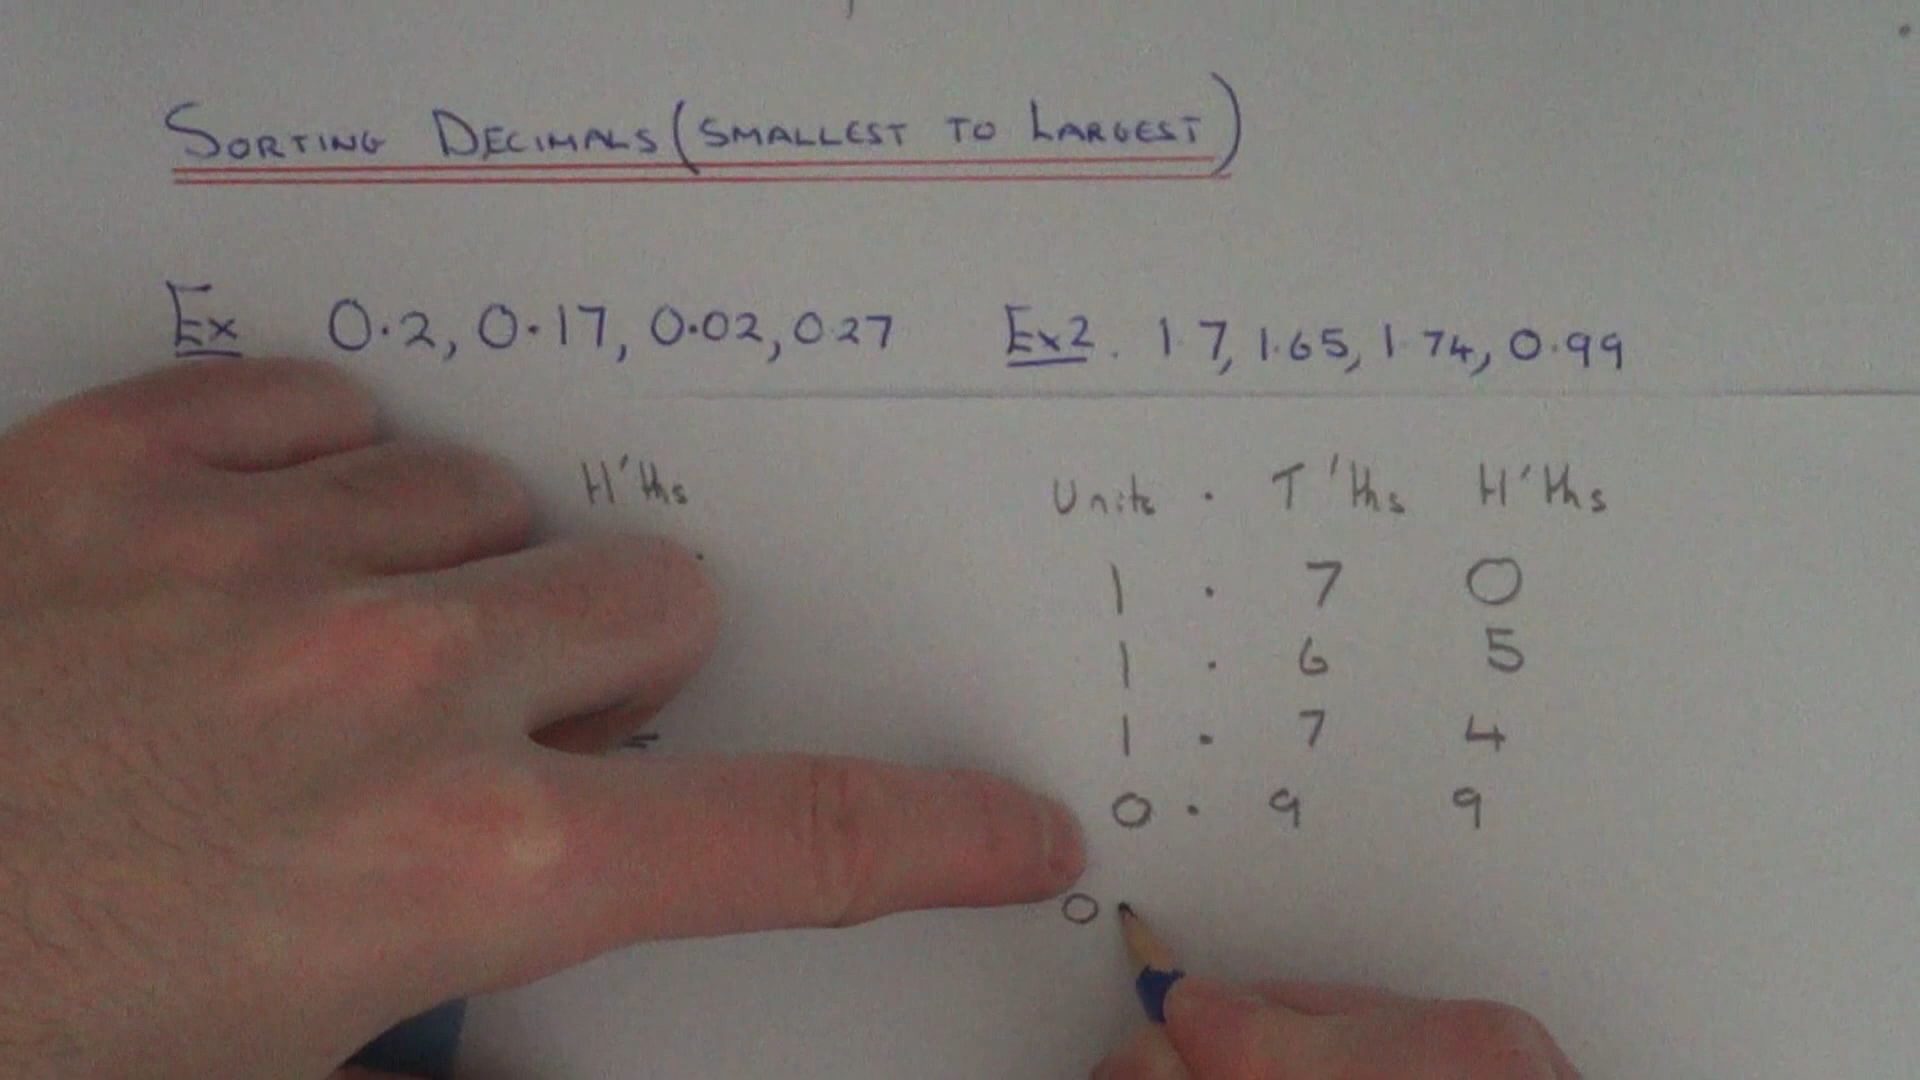 SORTING DECIMALS (SMALLEST TO LARGEST)
Ex 0.2, 0.17, 0.02, 0.27 Ex2. 1.7, 1.65, 1.74, 0.99
H'ths Units . T'ths H'ths
1 . 7 0
1 . 6 5
1 . 7 4
0 . 9 9
0.